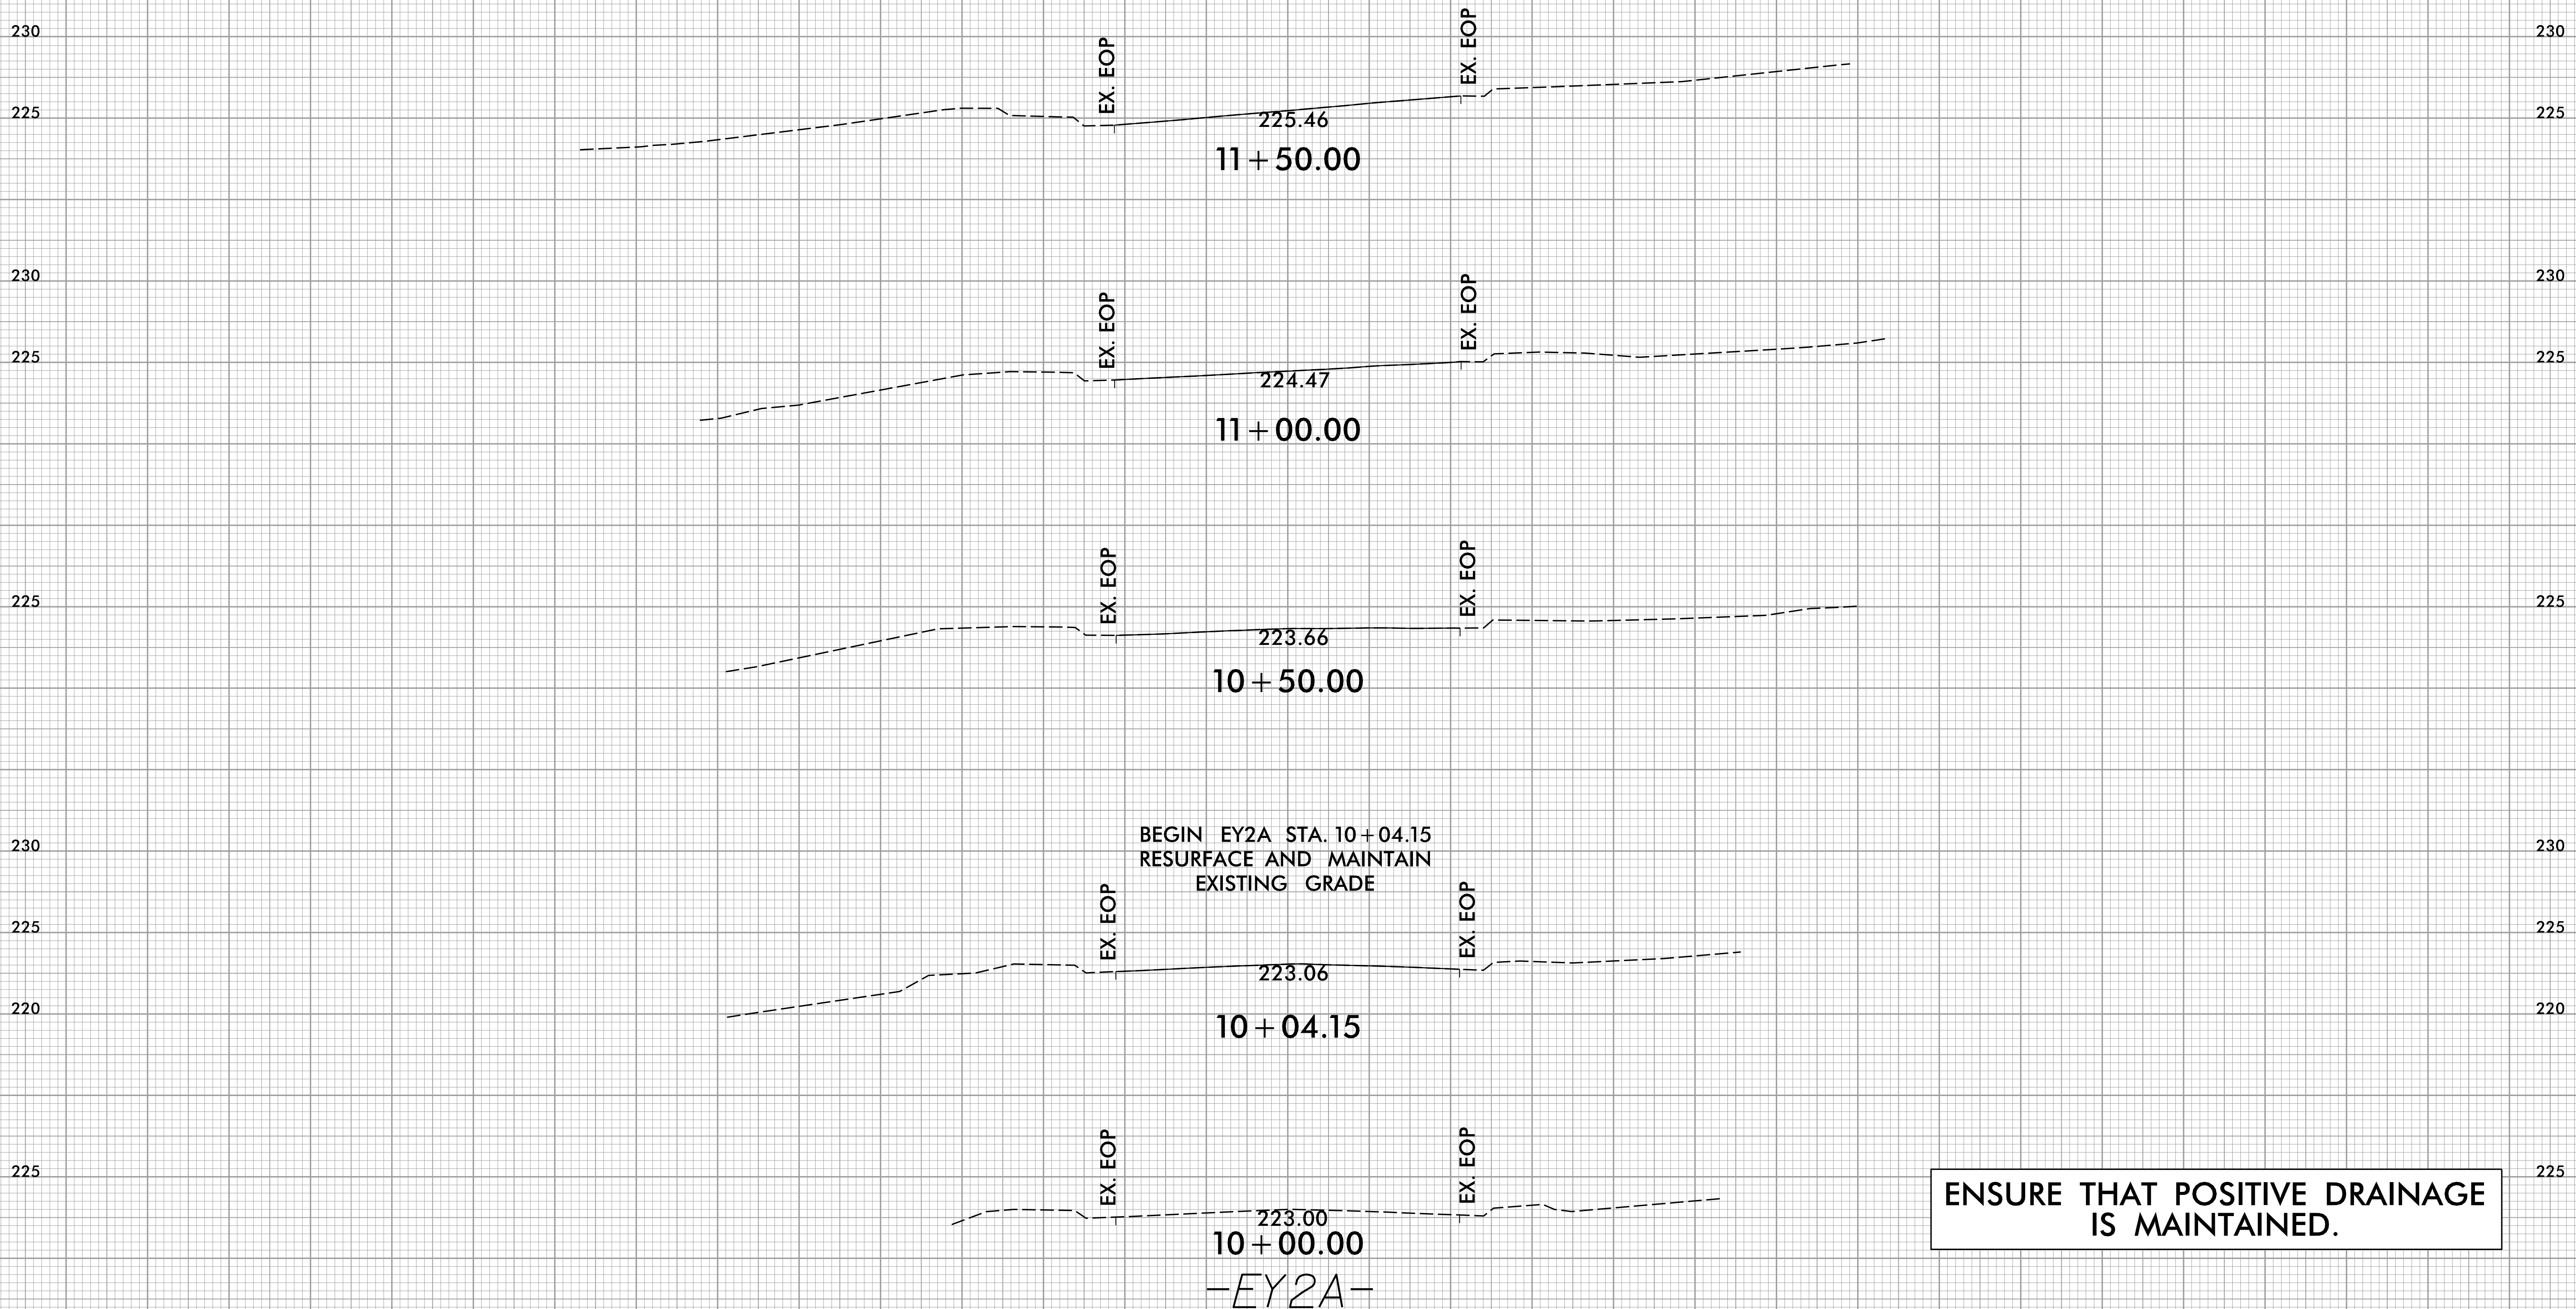 230 230
EX. EOP EX. EOP
225 225
225.46
11+50.00
230 230
EX. EOP EX. EOP
225 225
224.47
11+00.00
EX. EOP EX. EOP
225 225
223.66
10+50.00
BEGIN EY2A STA. 10+04.15
230 230
RESURFACE AND MAINTAIN
EXISTING GRADE
EX. EOP EX. EOP
225 225
223.06
220 220
10+04.15
EX. EOP EX. EOP
225 225
223.00
10+00.00
-EY2A-
ENSURE THAT POSITIVE DRAINAGE
IS MAINTAINED.